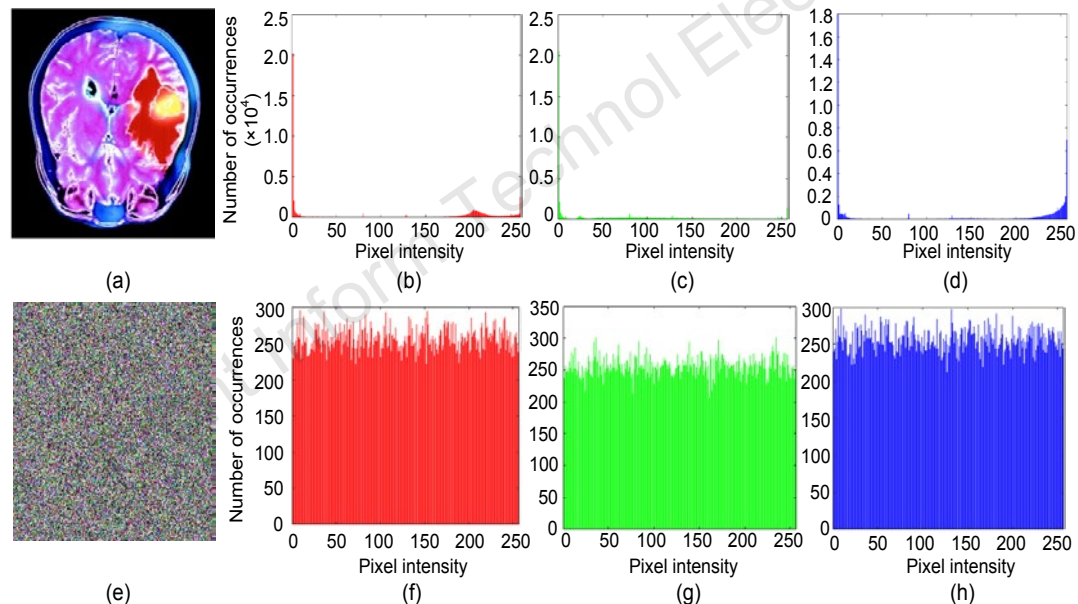 Number of occurrences
(×10⁴)
2.5
2.0
1.5
1.0
0.5
0
0 50 100 150 200 250
Pixel intensity
2.5
2.0
1.5
1.0
0.5
0
0 50 100 150 200 250
Pixel intensity
1.8
1.6
1.4
1.2
1.0
0.8
0.6
0.4
0.2
0
0 50 100 150 200 250
Pixel intensity
(a) (b) (c) (d)
Number of occurrences
300
250
200
150
100
50
0
0 50 100 150 200 250
Pixel intensity
350
300
250
200
150
100
50
0
0 50 100 150 200 250
Pixel intensity
300
250
200
150
100
50
0
0 50 100 150 200 250
Pixel intensity
(e) (f) (g) (h)
Inform Technol Elec